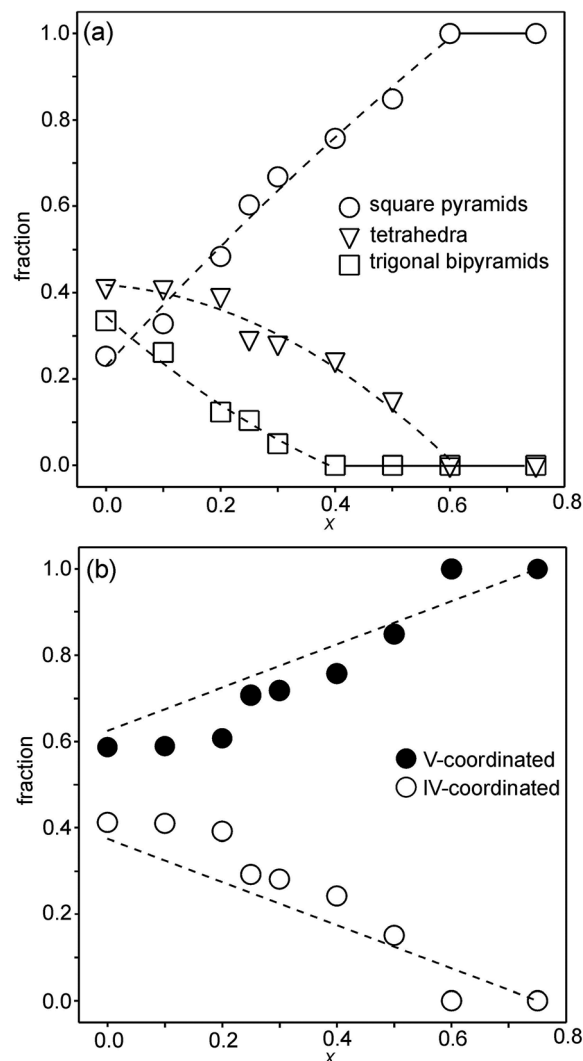 (a)
1.0
0.8
0.6
0.4
0.2
0.0
fraction
square pyramids
tetrahedra
trigonal bipyramids
0.0 0.2 0.4 0.6 0.8
x
(b)
1.0
0.8
0.6
0.4
0.2
0.0
fraction
V-coordinated
IV-coordinated
0.0 0.2 0.4 0.6 0.8
x